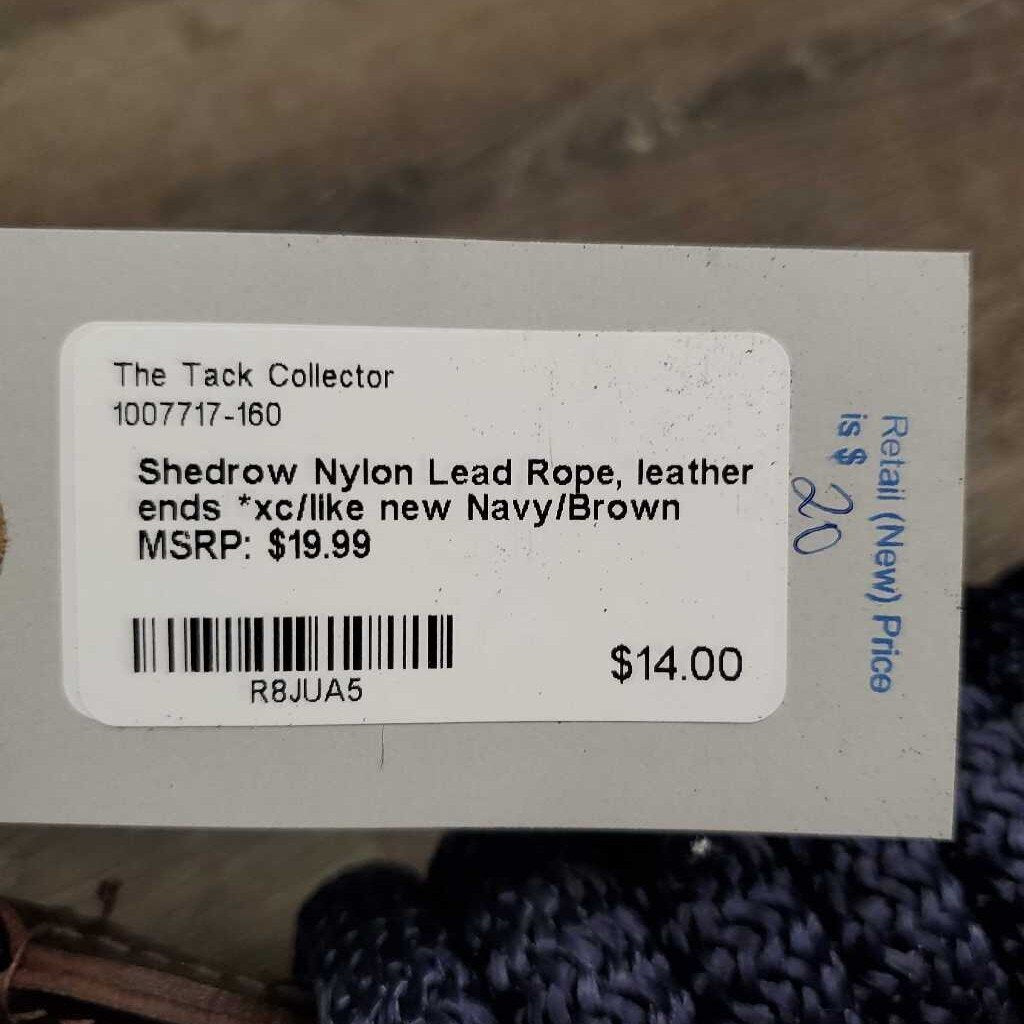 The Tack Collector
1007717-160
Shedrow Nylon Lead Rope, leather
ends *xc/like new Navy/Brown
MSRP: $19.99
R8JUA5
$14.00
Retail (New) Price
is $ 20